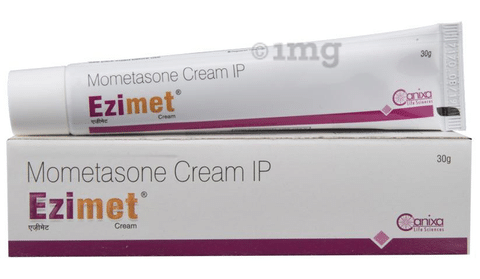 1mg
Mometasone Cream IP
30g
Ezimet®
एजीमेट
Cream
Canixa
Life Sciences
Mometasone Cream IP
30g
Ezimet®
एजीमेट
Cream
Canixa
Life Sciences